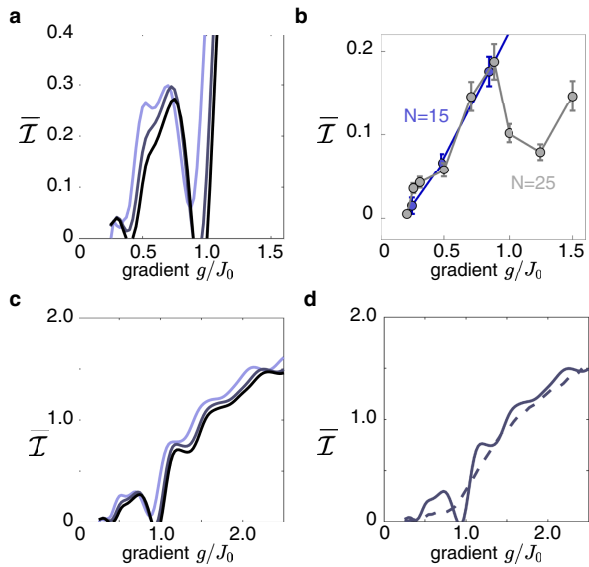 a
0.4
0.3
0.2
0.1
0
0 0.5 1.0 1.5
gradient g/J₀
Ī
b
0.2
0.1
0
0 0.5 1.0 1.5
gradient g/J₀
Ī
N=15
N=25
c
2.0
1.0
0
0 1.0 2.0
gradient g/J₀
Ī
d
2.0
1.0
0
0 1.0 2.0
gradient g/J₀
Ī